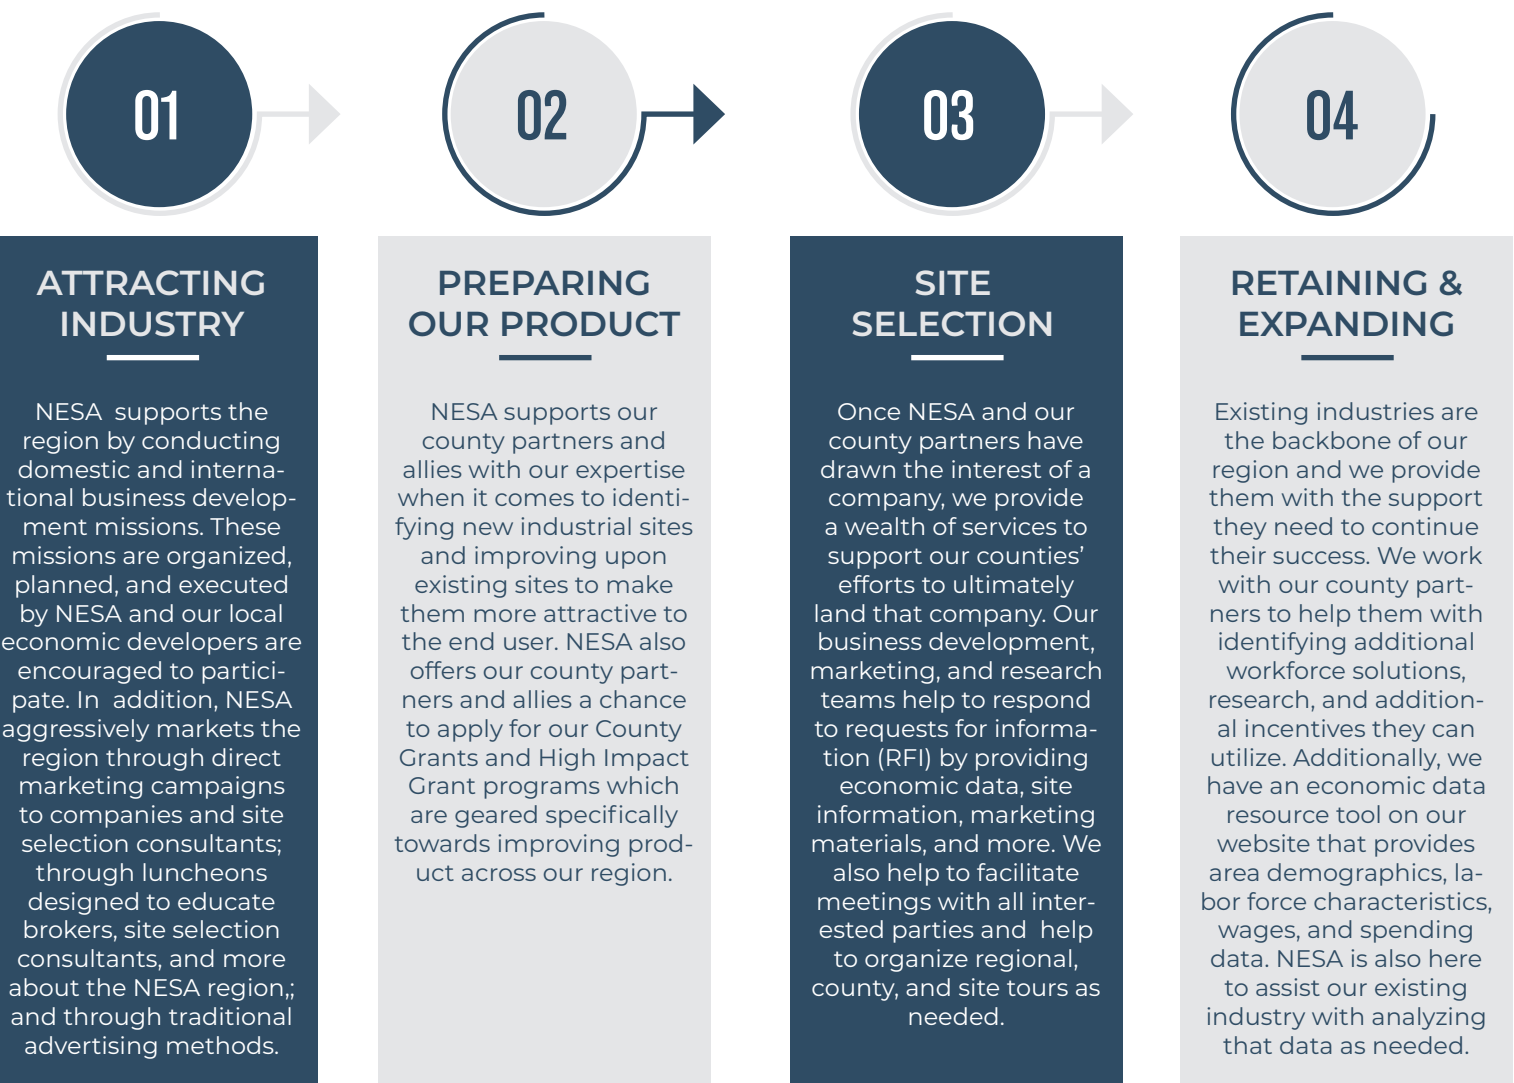 01
ATTRACTING
INDUSTRY
NESA  supports the
region by conducting
domestic and interna-
tional business develop-
ment missions. These
missions are organized,
planned, and executed
by NESA and our local
economic developers are
encouraged to partici-
pate. In  addition, NESA
aggressively markets the
region through direct
marketing campaigns
to companies and site
selection consultants;
through luncheons
designed to educate
brokers, site selection
consultants, and more
about the NESA region,;
and through traditional
advertising methods.
02
PREPARING
OUR PRODUCT
NESA supports our
county partners and
allies with our expertise
when it comes to identi-
fying new industrial sites
and improving upon
existing sites to make
them more attractive to
the end user. NESA also
offers our county part-
ners and allies a chance
to apply for our County
Grants and High Impact
Grant programs which
are geared specifically
towards improving prod-
uct across our region.
03
SITE
SELECTION
Once NESA and our
county partners have
drawn the interest of a
company, we provide
a wealth of services to
support our counties’
efforts to ultimately
land that company. Our
business development,
marketing, and research
teams help to respond
to requests for informa-
tion (RFI) by providing
economic data, site
information, marketing
materials, and more. We
also help to facilitate
meetings with all inter-
ested parties and  help
to organize regional,
county, and site tours as
needed.
04
RETAINING &
EXPANDING
Existing industries are
the backbone of our
region and we provide
them with the support
they need to continue
their success. We work
with our county part-
ners to help them with
identifying additional
workforce solutions,
research, and addition-
al incentives they can
utilize. Additionally, we
have an economic data
resource tool on our
website that provides
area demographics, la-
bor force characteristics,
wages, and spending
data. NESA is also here
to assist our existing
industry with analyzing
that data as needed.